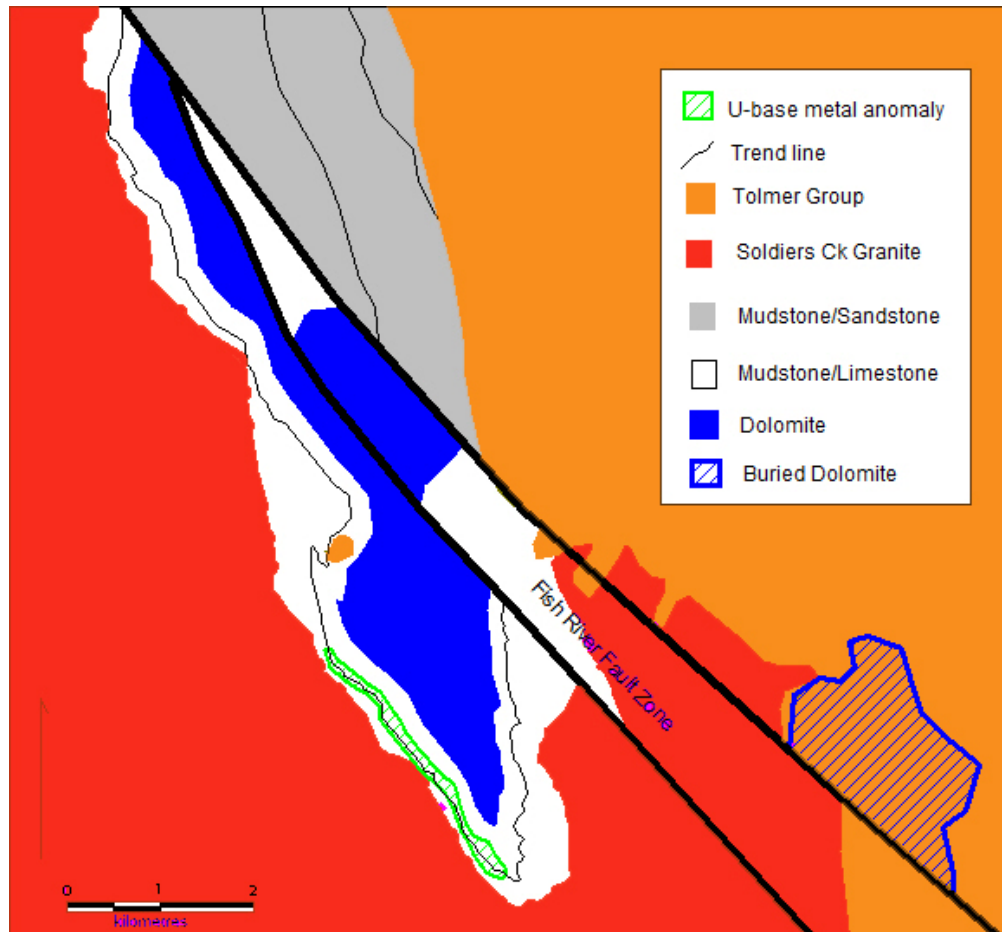 U-base metal anomaly
Trend line
Tolmer Group
Soldiers Ck Granite
Mudstone/Sandstone
Mudstone/Limestone
Dolomite
Buried Dolomite
Fish River Fault Zone
0 1 2
kilometres